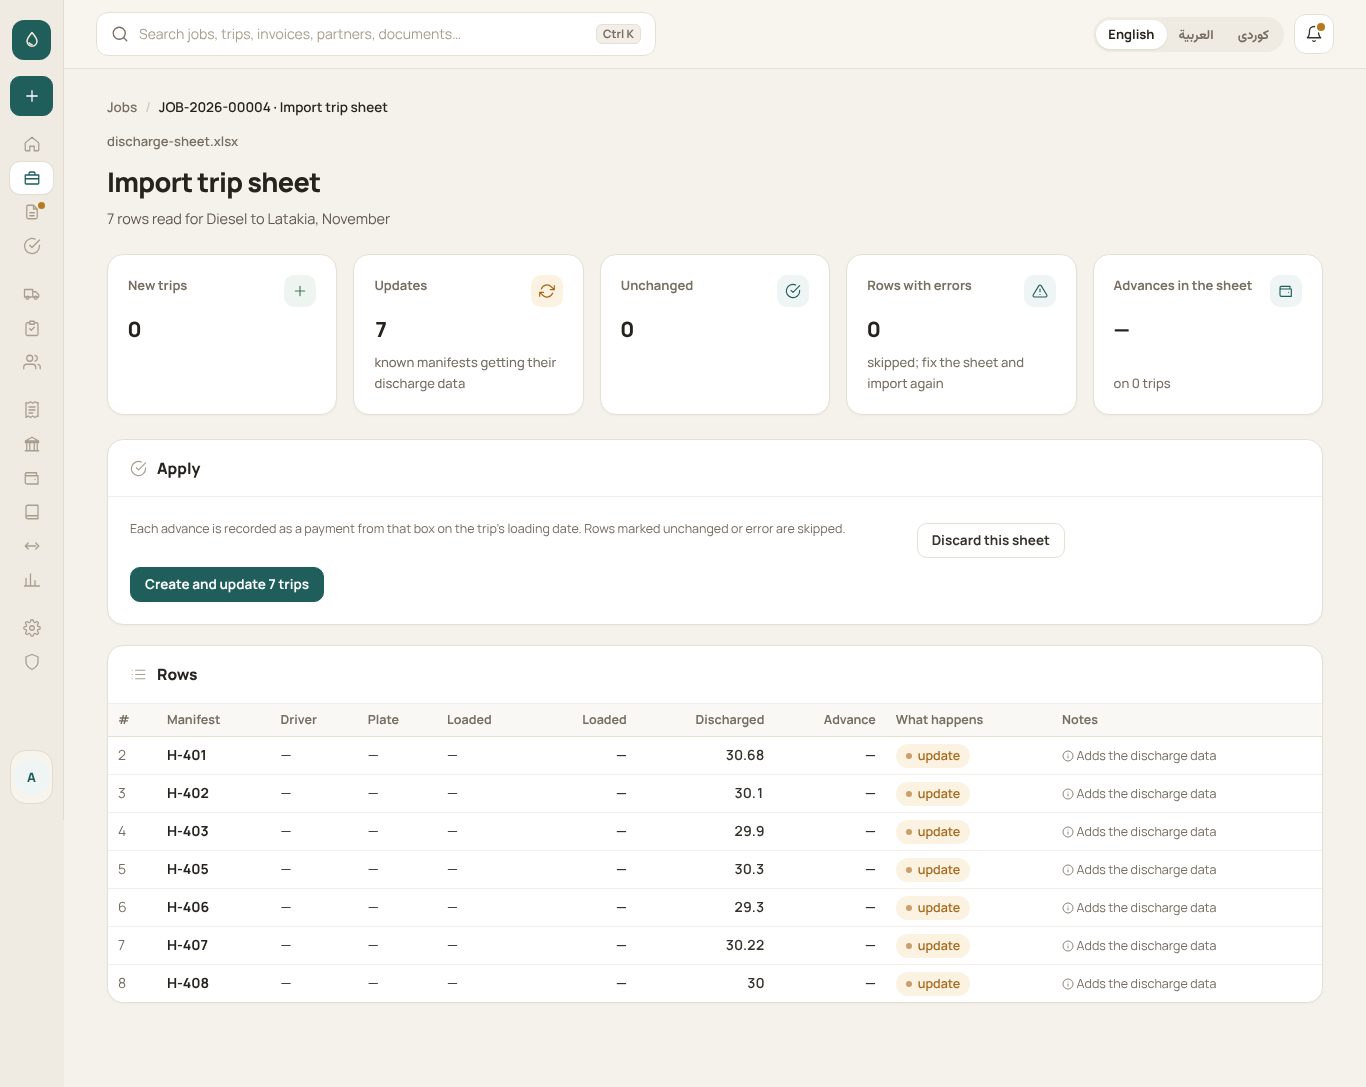 Search jobs, trips, invoices, partners, documents...
Ctrl K
English
العربية
کوردی
Jobs / JOB-2026-00004 · Import trip sheet
discharge-sheet.xlsx
Import trip sheet
7 rows read for Diesel to Latakia, November
New trips
0
Updates
7
known manifests getting their
discharge data
Unchanged
0
Rows with errors
0
skipped; fix the sheet and
import again
Advances in the sheet
—
on 0 trips
Apply
Each advance is recorded as a payment from that box on the trip's loading date. Rows marked unchanged or error are skipped.
Discard this sheet
Create and update 7 trips
Rows
# Manifest Driver Plate Loaded Loaded Discharged Advance What happens Notes
2 H-401 — — — — 30.68 — update Adds the discharge data
3 H-402 — — — — 30.1 — update Adds the discharge data
4 H-403 — — — — 29.9 — update Adds the discharge data
5 H-405 — — — — 30.3 — update Adds the discharge data
6 H-406 — — — — 29.3 — update Adds the discharge data
7 H-407 — — — — 30.22 — update Adds the discharge data
8 H-408 — — — — 30 — update Adds the discharge data
A